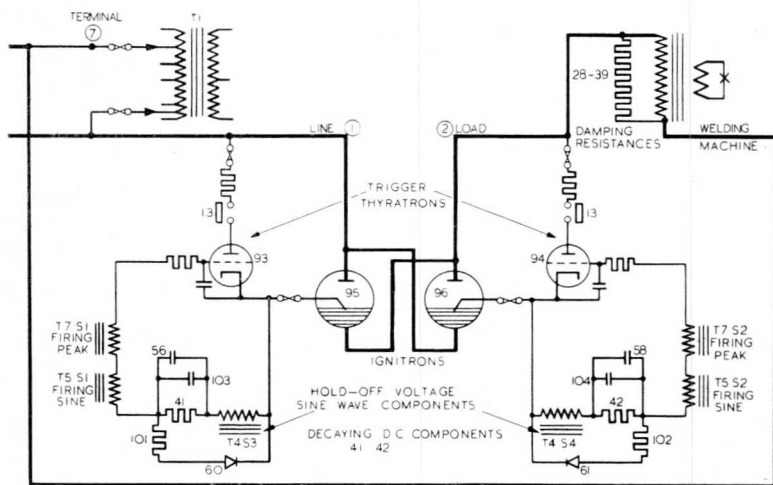 TERMINAL
7
T1
LINE 1
2 LOAD
28-39
DAMPING
RESISTANCES
WELDING
MACHINE
13
TRIGGER
THYRATRONS
13
93
94
95
96
IGNITRONS
T7 S1
FIRING
PEAK
T5 S1
FIRING
SINE
56
103
41
101
60
T4S3
HOLD-OFF VOLTAGE
SINE WAVE COMPONENTS
DECAYING DC COMPONENTS
41 42
58
104
42
102
T4 S4
61
T7 S2
FIRING
PEAK
T5 S2
FIRING
SINE